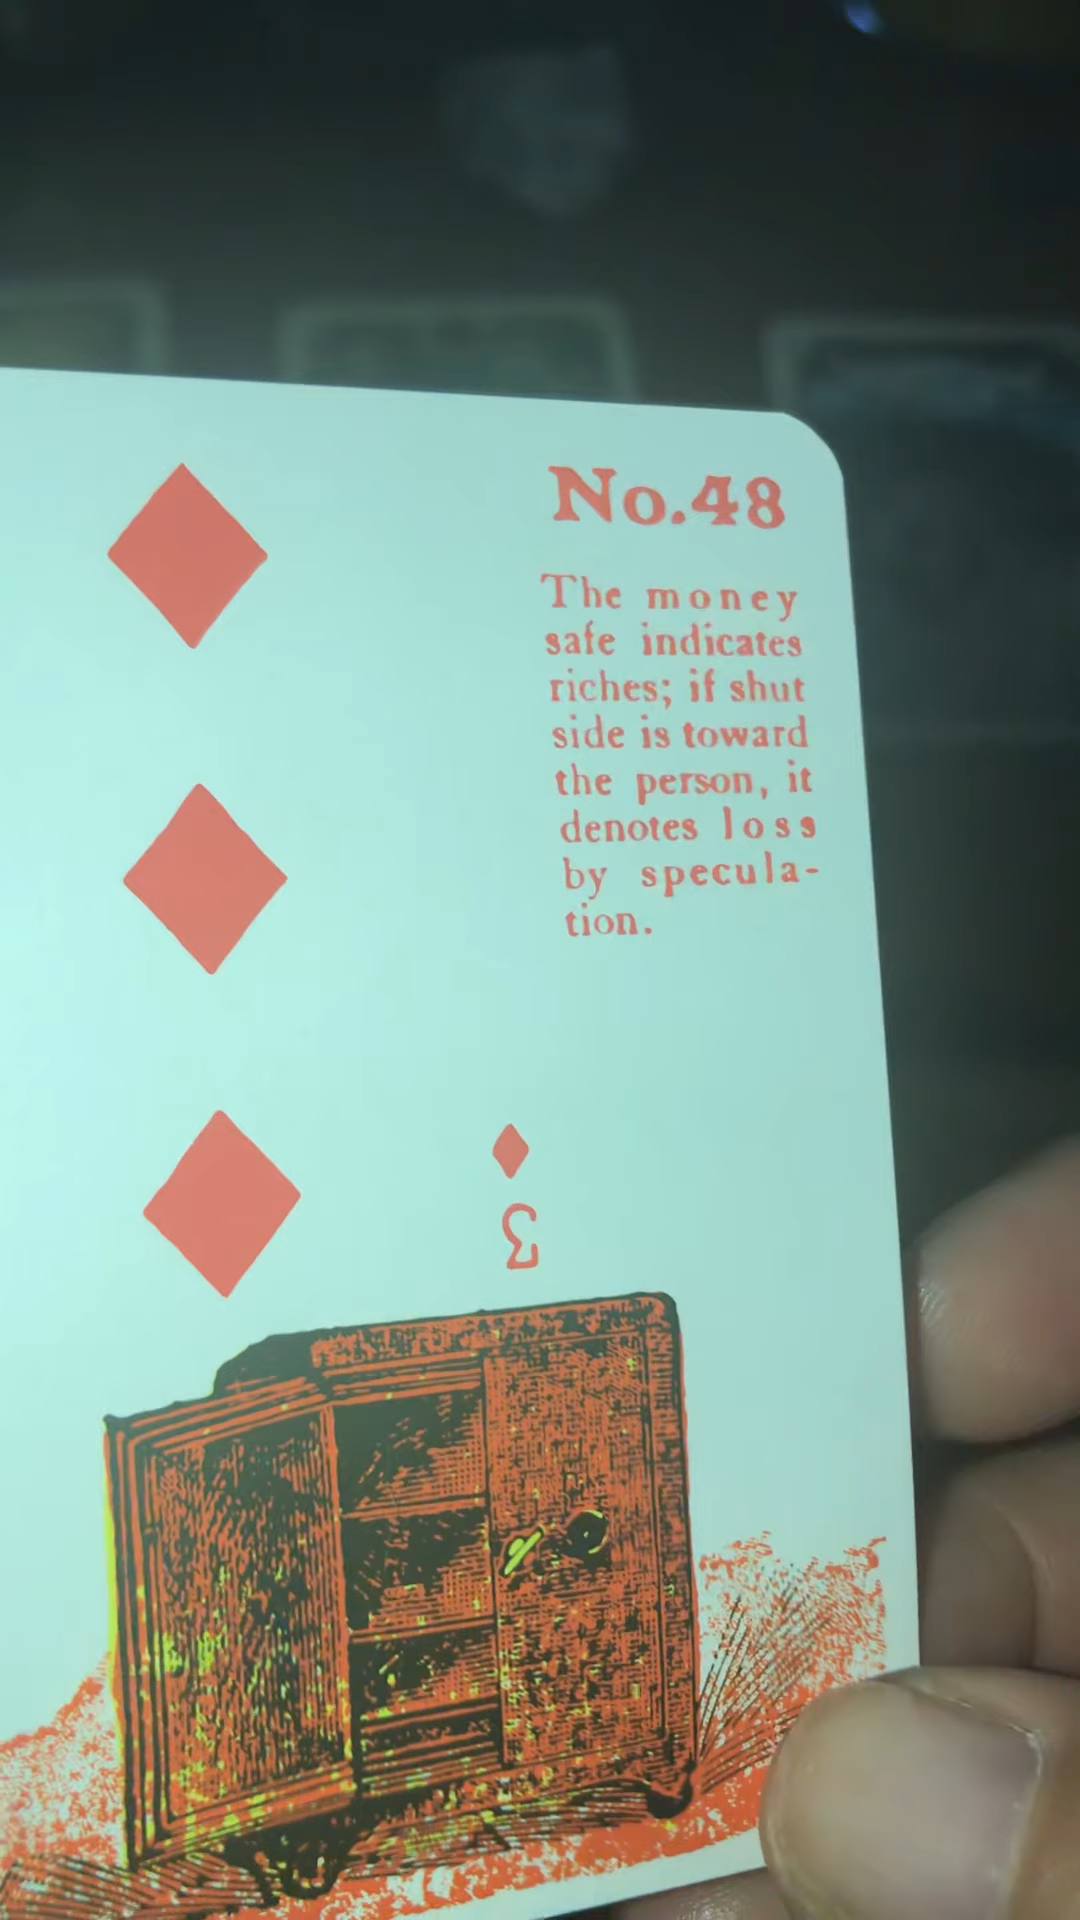 No.48
The money
safe indicates
riches; if shut
side is toward
the person, it
denotes loss
by specula-
tion.
3